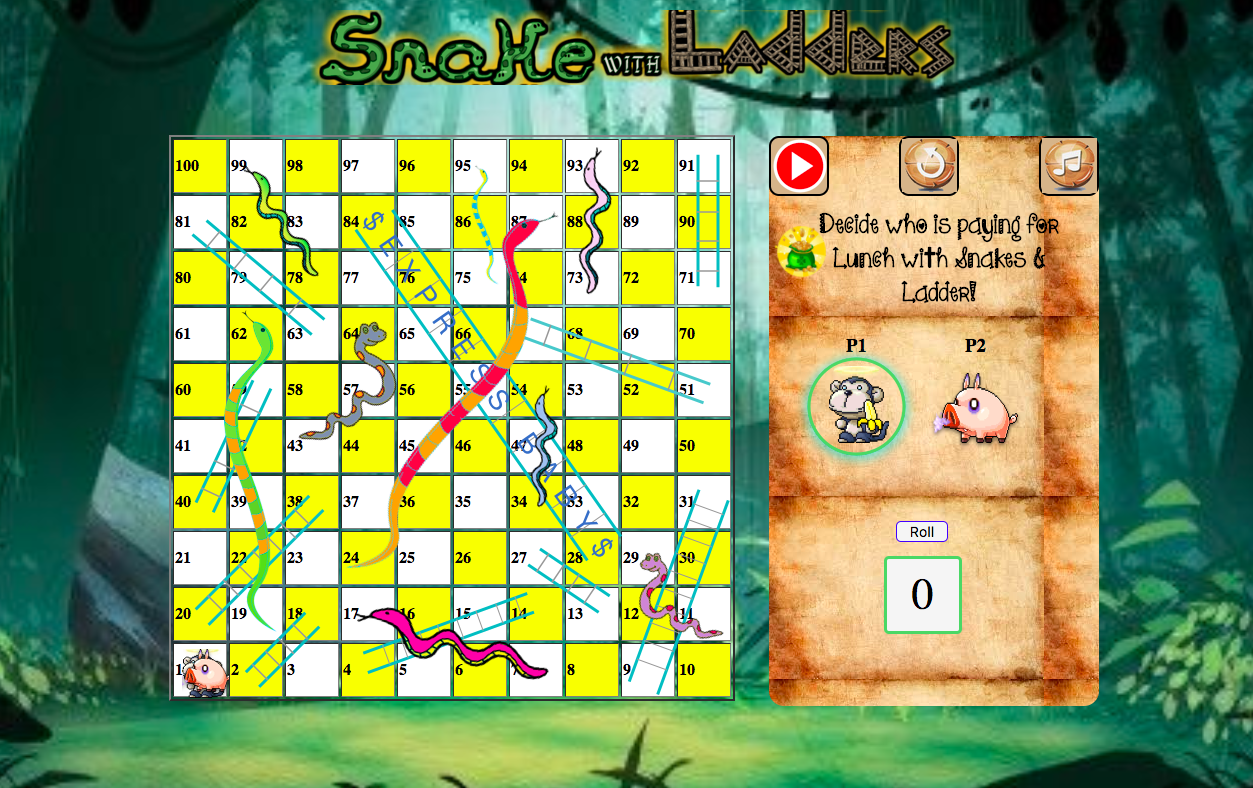 SnaKe WITH LaddeRs
100 99 98 97 96 95 94 93 92 91
81 82 83 84 85 86 87 88 89 90
80 79 78 77 76 75 74 73 72 71
61 62 63 64 65 66 68 69 70
60 59 58 57 56 55 54 53 52 51
41 42 43 44 45 46 47 48 49 50
40 39 38 37 36 35 34 33 32 31
21 22 23 24 25 26 27 28 29 30
20 19 18 17 16 15 14 13 12 11
1 2 3 4 5 6 7 8 9 10
$EXPRESS BABY$
Decide who is paying for
Lunch with Snakes &
Ladder!
P1 P2
Roll
0